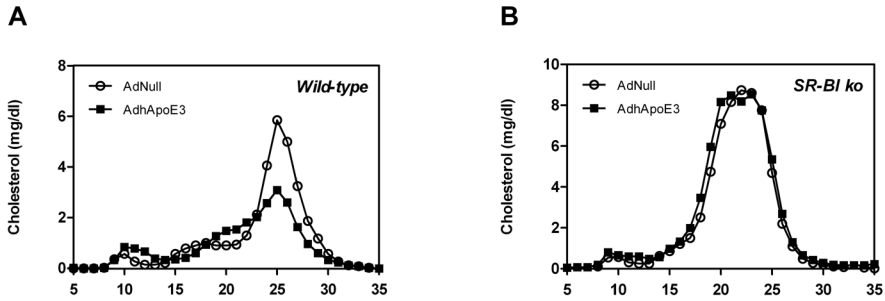 A
Cholesterol (mg/dl)
8
6
4
2
0
AdNull
AdhApoE3
Wild-type
5 10 15 20 25 30 35
B
Cholesterol (mg/dl)
10
8
6
4
2
0
AdNull
AdhApoE3
SR-BI ko
5 10 15 20 25 30 35